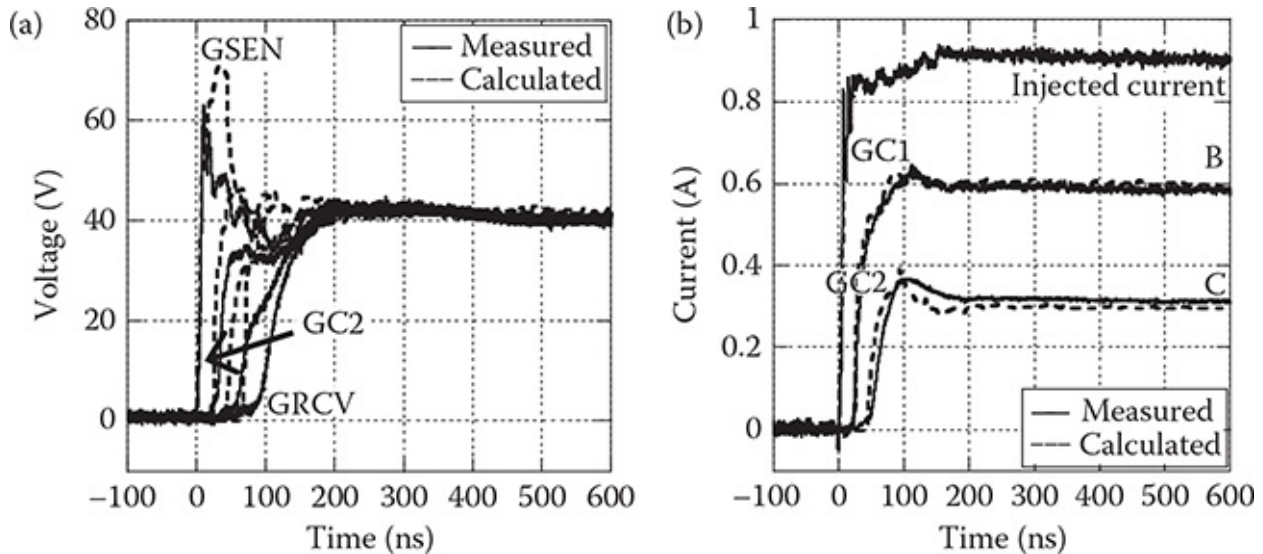 (a)
80
60
40
20
0
Voltage (V)
GSEN
Measured
Calculated
GC2
GRCV
−100 0 100 200 300 400 500 600
Time (ns)
(b)
1
0.8
0.6
0.4
0.2
0
Current (A)
Injected current
GC1
B
GC2
C
Measured
Calculated
−100 0 100 200 300 400 500 600
Time (ns)